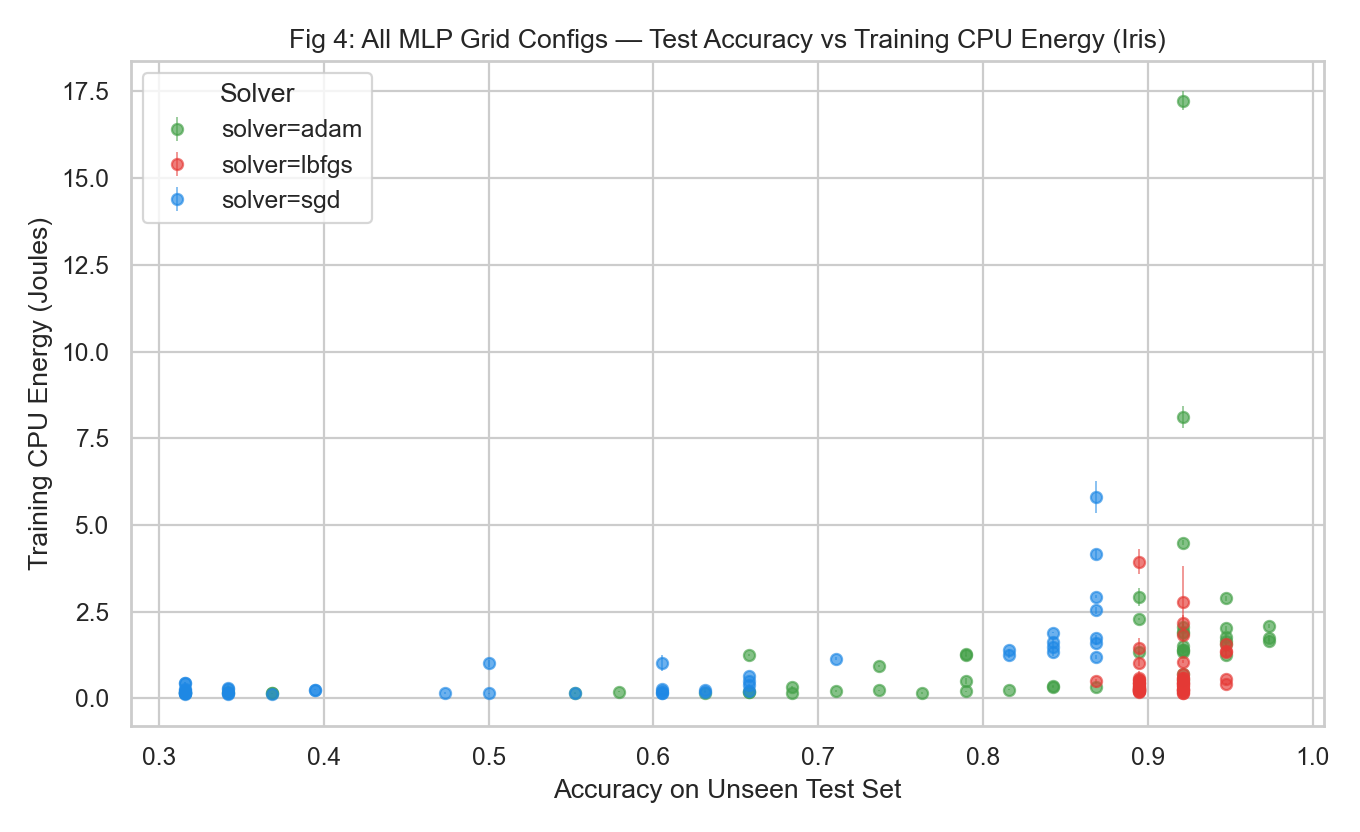 Fig 4: All MLP Grid Configs — Test Accuracy vs Training CPU Energy (Iris)
Solver
solver=adam
solver=lbfgs
solver=sgd
Training CPU Energy (Joules)
17.5
15.0
12.5
10.0
7.5
5.0
2.5
0.0
0.3 0.4 0.5 0.6 0.7 0.8 0.9 1.0
Accuracy on Unseen Test Set